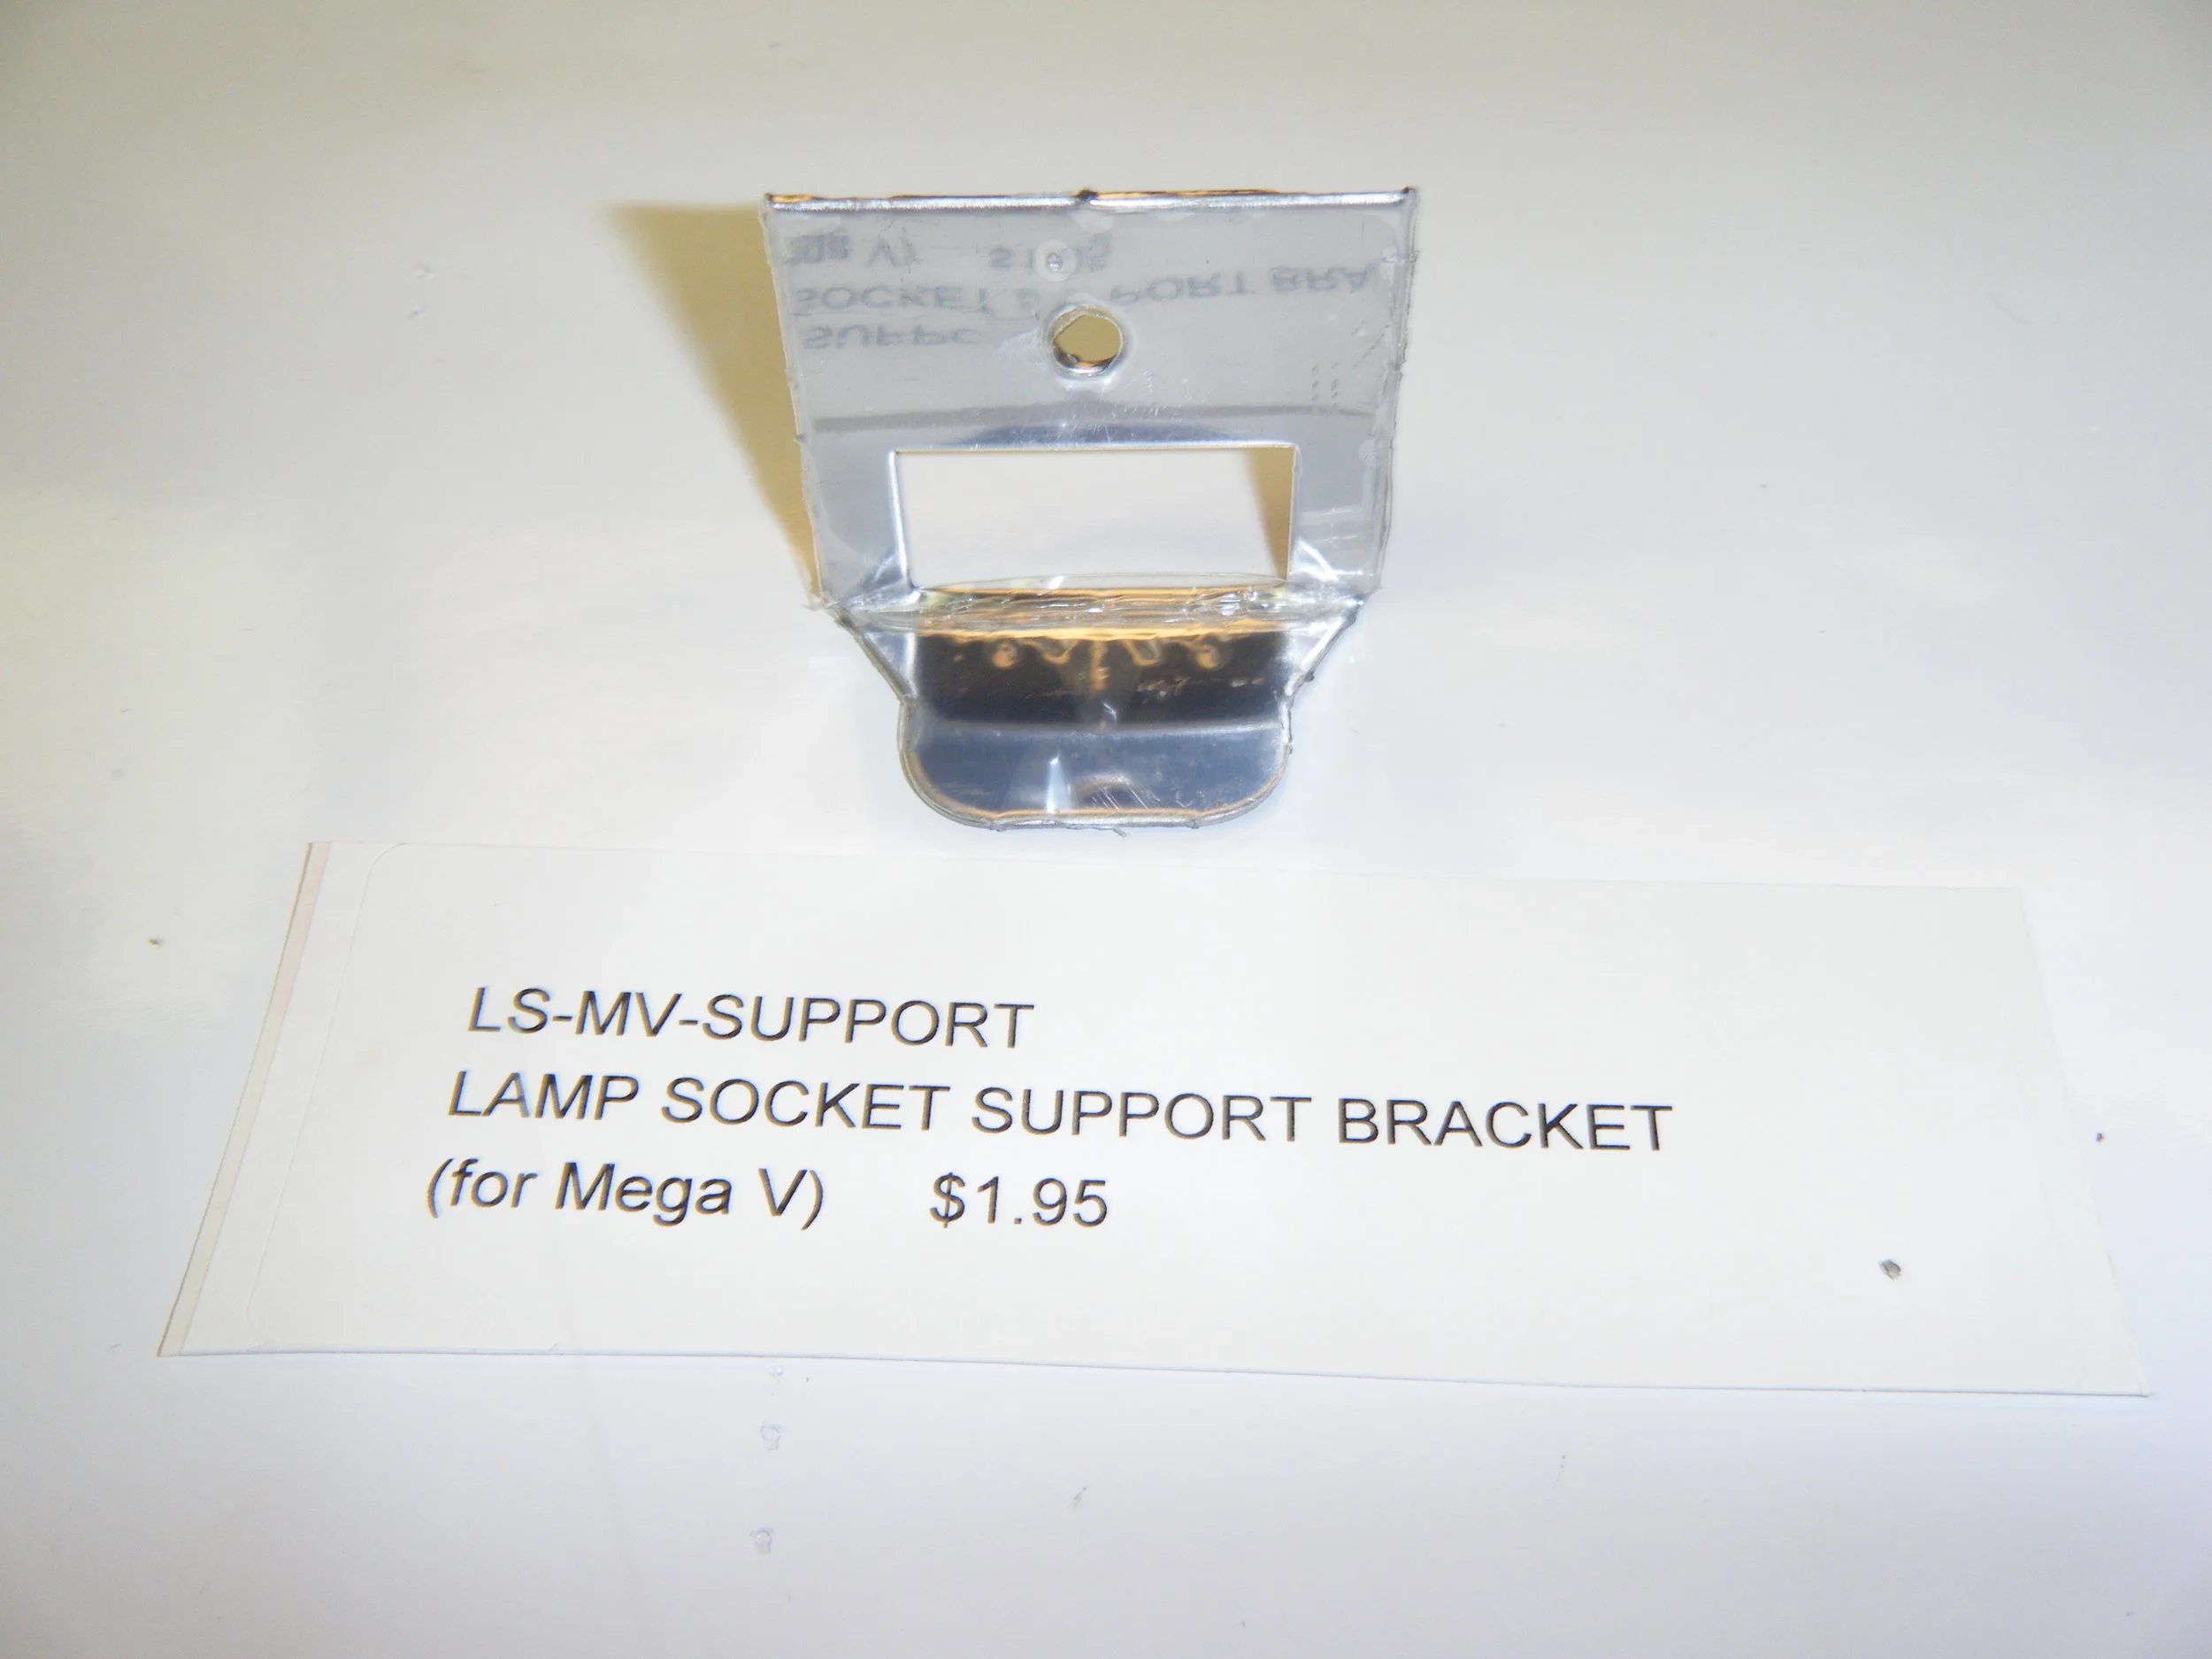 LS-MV-SUPPORT
LAMP SOCKET SUPPORT BRACKET
(for Mega V) $1.95